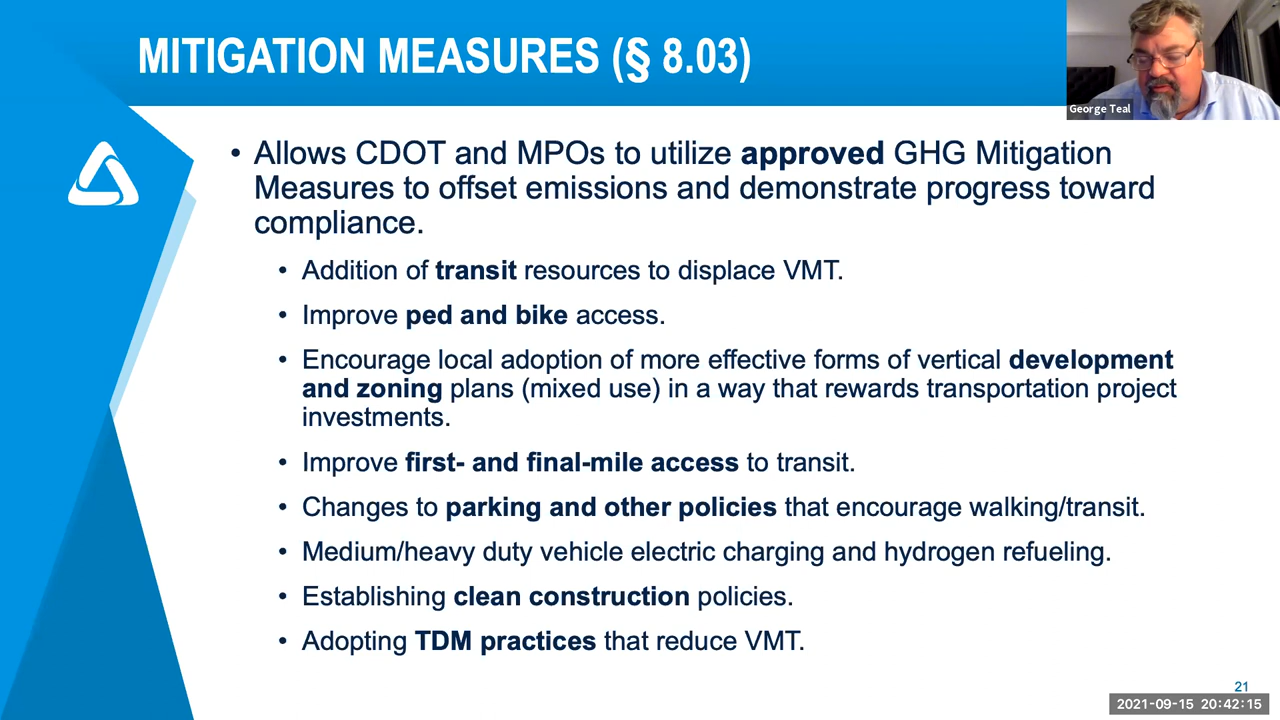 MITIGATION MEASURES (§ 8.03)
George Teal
• Allows CDOT and MPOs to utilize approved GHG Mitigation
Measures to offset emissions and demonstrate progress toward
compliance.
• Addition of transit resources to displace VMT.
• Improve ped and bike access.
• Encourage local adoption of more effective forms of vertical development
and zoning plans (mixed use) in a way that rewards transportation project
investments.
• Improve first- and final-mile access to transit.
• Changes to parking and other policies that encourage walking/transit.
• Medium/heavy duty vehicle electric charging and hydrogen refueling.
• Establishing clean construction policies.
• Adopting TDM practices that reduce VMT.
21
2021-09-15 20:42:15